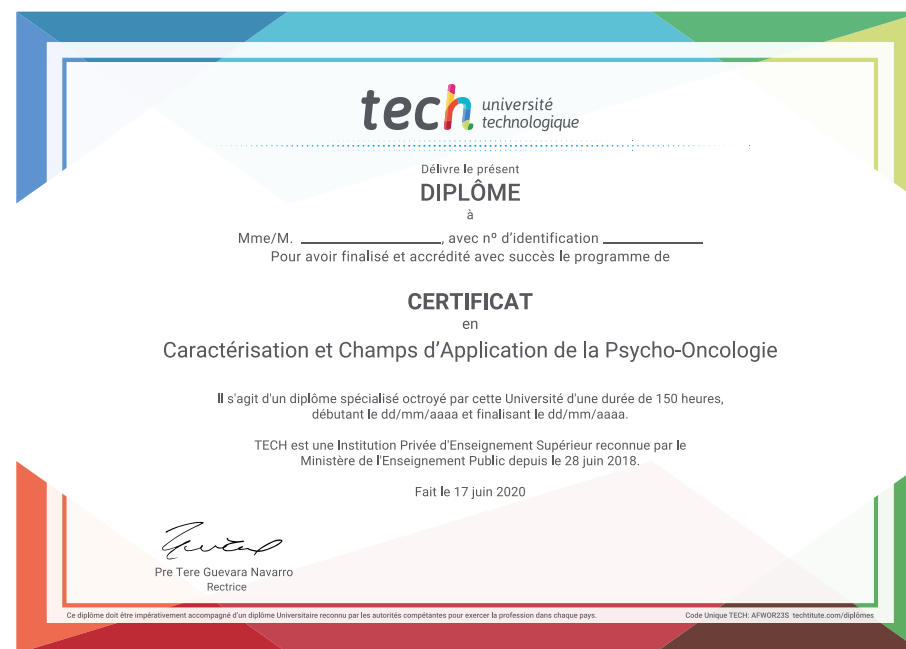 tech université
technologique
Délivre le présent
DIPLÔME
à
Mme/M. ____________________, avec nº d'identification ______________
Pour avoir finalisé et accrédité avec succès le programme de
CERTIFICAT
en
Caractérisation et Champs d'Application de la Psycho-Oncologie
Il s'agit d'un diplôme spécialisé octroyé par cette Université d'une durée de 150 heures,
débutant le dd/mm/aaaa et finalisant le dd/mm/aaaa.
TECH est une Institution Privée d'Enseignement Supérieur reconnue par le
Ministère de l'Enseignement Public depuis le 28 juin 2018.
Fait le 17 juin 2020
Pre Tere Guevara Navarro
Rectrice
Ce diplôme doit être impérativement accompagné d'un diplôme Universitaire reconnu par les autorités compétantes pour exercer la profession dans chaque pays.
Code Unique TECH: AFWOR23S techtitute.com/diplômes